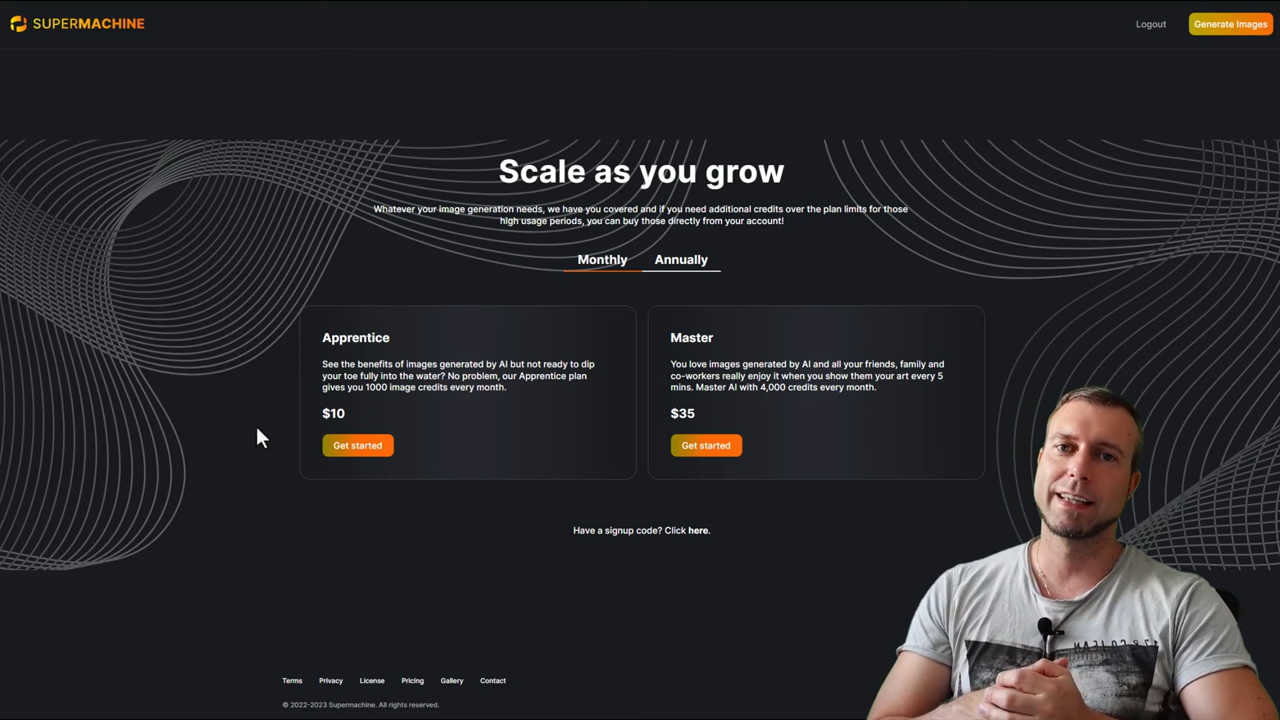 SUPERMACHINE
Logout
Generate Images
Scale as you grow
Whatever your image generation needs, we have you covered and if you need additional credits over the plan limits for those
high usage periods, you can buy those directly from your account!
Monthly
Annually
Apprentice
See the benefits of images generated by AI but not ready to dip
your toe fully into the water? No problem, our Apprentice plan
gives you 1000 image credits every month.
$10
Get started
Master
You love images generated by AI and all your friends, family and
co-workers really enjoy it when you show them your art every 5
mins. Master AI with 4,000 credits every month.
$35
Get started
Have a signup code? Click here.
Terms
Privacy
License
Pricing
Gallery
Contact
© 2022-2023 Supermachine. All rights reserved.